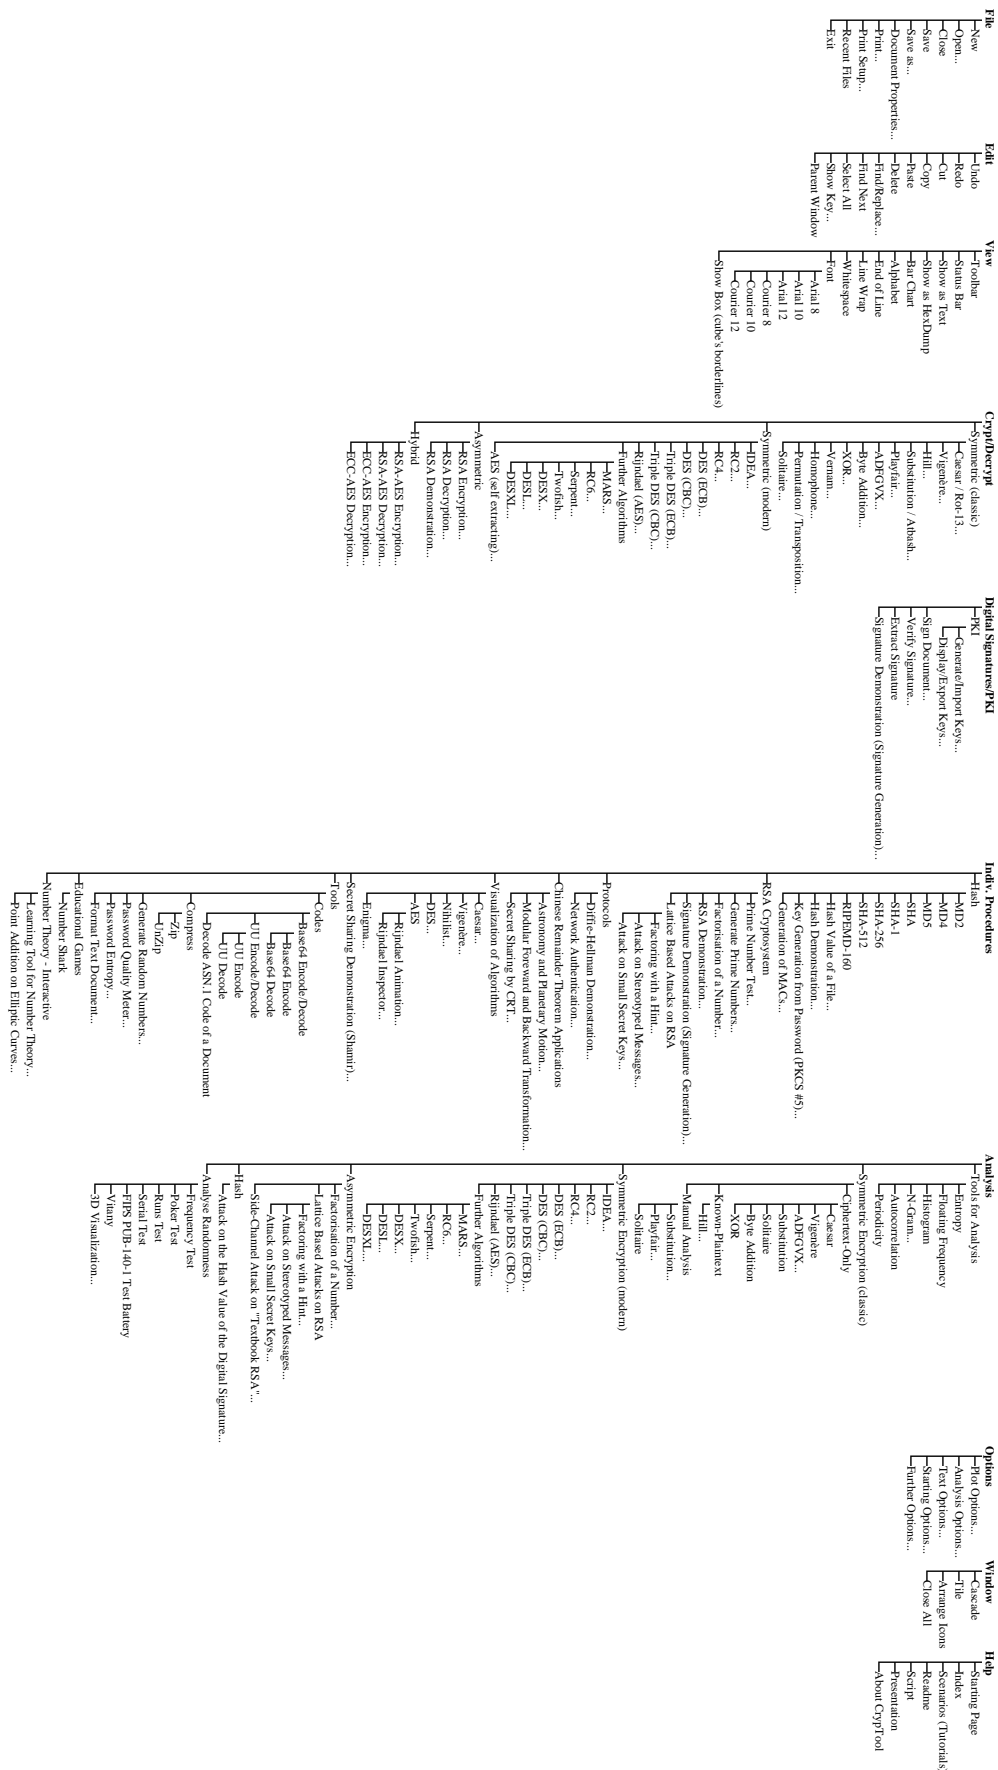 File
New
Open...
Close
Save
Save as...
Document Properties...
Print...
Print Setup...
Recent Files
Exit
Edit
Undo
Redo
Cut
Copy
Paste
Delete
Find/Replace...
Find Next
Select All
Show Key...
Parent Window
View
Toolbar
Status Bar
Show as Text
Show as HexDump
Bar Chart
Alphabet
End of Line
Line Wrap
Whitespace
Font
Arial 8
Arial 10
Arial 12
Courier 8
Courier 10
Courier 12
Show Box (cube's borderlines)
Crypt/Decrypt
Symmetric (classic)
Caesar / Rot-13...
Vigenère...
Hill...
Substitution / Atbash...
Playfair...
ADFGVX...
Byte Addition...
XOR...
Vernam...
Homophone...
Permutation / Transposition...
Solitaire...
Symmetric (modern)
IDEA...
RC2...
RC4...
DES (ECB)...
DES (CBC)...
Triple DES (ECB)...
Triple DES (CBC)...
Rijndael (AES)...
Further Algorithms
MARS...
RC6...
Serpent...
Twofish...
DESX...
DESL...
DESXL...
AES (self extracting)...
Asymmetric
RSA Encryption...
RSA Decryption...
RSA Demonstration...
Hybrid
RSA-AES Encryption...
RSA-AES Decryption...
ECC-AES Encryption...
ECC-AES Decryption...
Digital Signatures/PKI
PKI
Generate/Import Keys...
Display/Export Keys...
Sign Document...
Verify Signature...
Extract Signature
Signature Demonstration (Signature Generation)...
Indiv. Procedures
Hash
MD2
MD4
MD5
SHA
SHA-1
SHA-256
SHA-512
RIPEMD-160
Hash Value of a File...
Hash Demonstration...
Key Generation from Password (PKCS #5)...
Generation of MACs...
RSA Cryptosystem
Prime Number Test...
Generate Prime Numbers...
Factorisation of a Number...
RSA Demonstration...
Signature Demonstration (Signature Generation)...
Lattice Based Attacks on RSA
Factoring with a Hint...
Attack on Stereotyped Messages...
Attack on Small Secret Keys...
Protocols
Diffie-Hellman Demonstration...
Network Authentication...
Chinese Remainder Theorem Applications
Astronomy and Planetary Motion...
Modular Foreward and Backward Transformation...
Secret Sharing by CRT...
Visualization of Algorithms
Caesar...
Vigenère...
Nihilist...
DES...
AES
Rijndael Animation...
Rijndael Inspector...
Enigma...
Secret Sharing Demonstration (Shamir)...
Tools
Codes
Base64 Encode/Decode
Base64 Encode
Base64 Decode
UU Encode/Decode
UU Encode
UU Decode
Decode ASN.1 Code of a Document
Compress
Zip
UnZip
Generate Random Numbers...
Password Quality Meter...
Password Entropy...
Format Text Document...
Educational Games
Number Shark
Number Theory - Interactive
Learning Tool for Number Theory...
Point Addition on Elliptic Curves...
Analysis
Tools for Analysis
Entropy
Floating Frequency
Histogram
N-Gram...
Autocorrelation
Periodicity
Symmetric Encryption (classic)
Ciphertext-Only
Caesar
Vigenère
ADFGVX...
Substitution
Solitaire
Byte Addition
XOR
Known-Plaintext
Hill...
Manual Analysis
Substitution...
Playfair...
Solitaire
Symmetric Encryption (modern)
IDEA...
RC2...
RC4...
DES (ECB)...
DES (CBC)...
Triple DES (ECB)...
Triple DES (CBC)...
Rijndael (AES)...
Further Algorithms
MARS...
RC6...
Serpent...
Twofish...
DESX...
DESL...
DESXL...
Asymmetric Encryption
Factorisation of a Number...
Lattice Based Attacks on RSA
Factoring with a Hint...
Attack on Stereotyped Messages...
Attack on Small Secret Keys...
Side-Channel Attack on "Textbook RSA"...
Hash
Attack on the Hash Value of the Digital Signature...
Analyse Randomness
Frequency Test
Poker Test
Runs Test
Serial Test
FIPS PUB-140-1 Test Battery
Vitany
3D Visualization...
Options
Plot Options...
Analysis Options...
Text Options...
Starting Options...
Further Options...
Window
Cascade
Tile
Arrange Icons
Close All
Help
Starting Page
Index
Scenarios (Tutorials)
Readme
Script
Presentation
About CrypTool